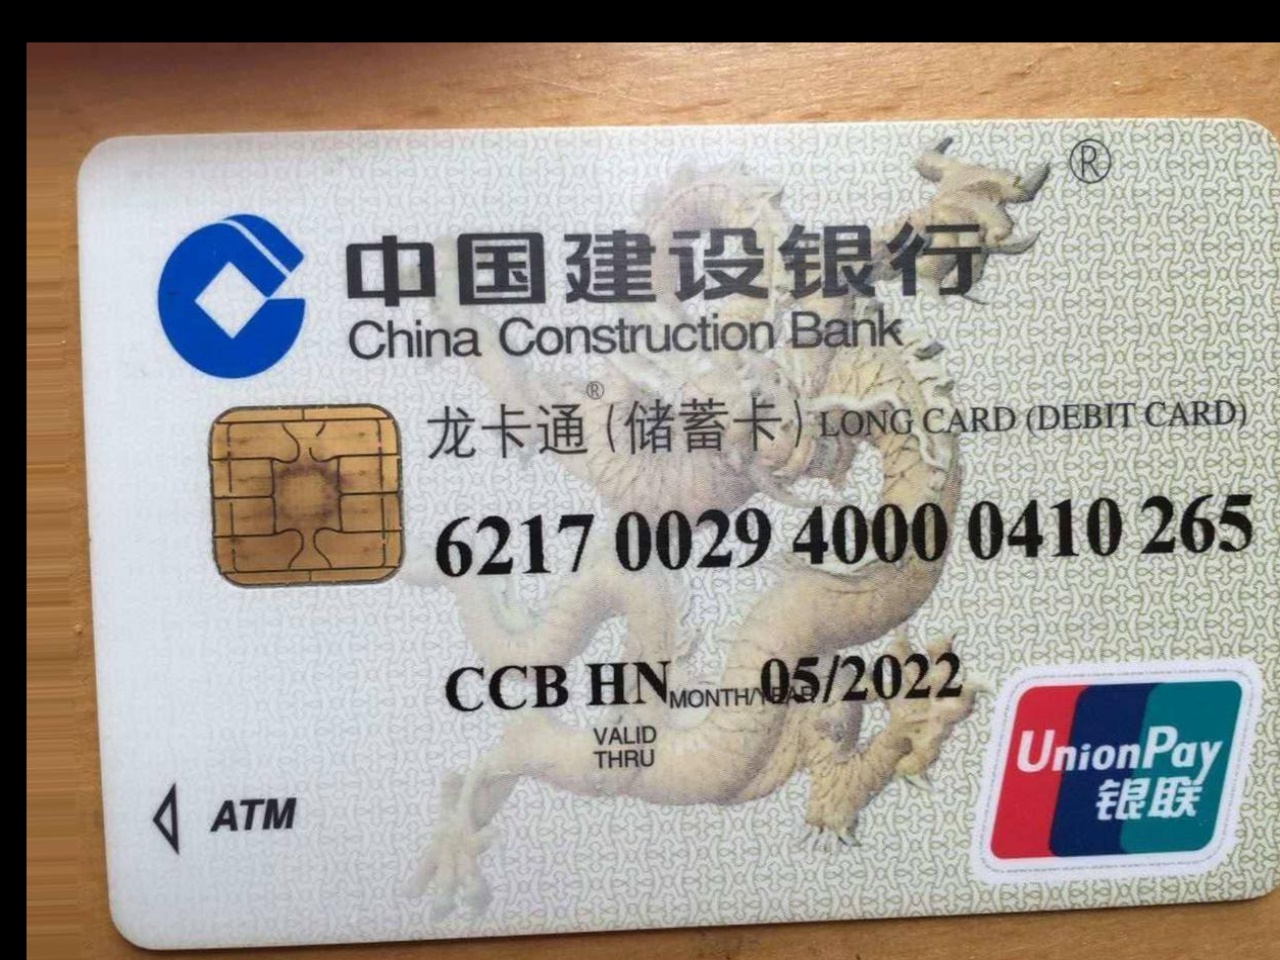 ®
中国建设银行
China Construction Bank
龙卡通®(储蓄卡) LONG CARD (DEBIT CARD)
6217 0029 4000 0410 265
CCB HN MONTH/YEAR 05/2022
VALID
THRU
ATM
UnionPay
银联